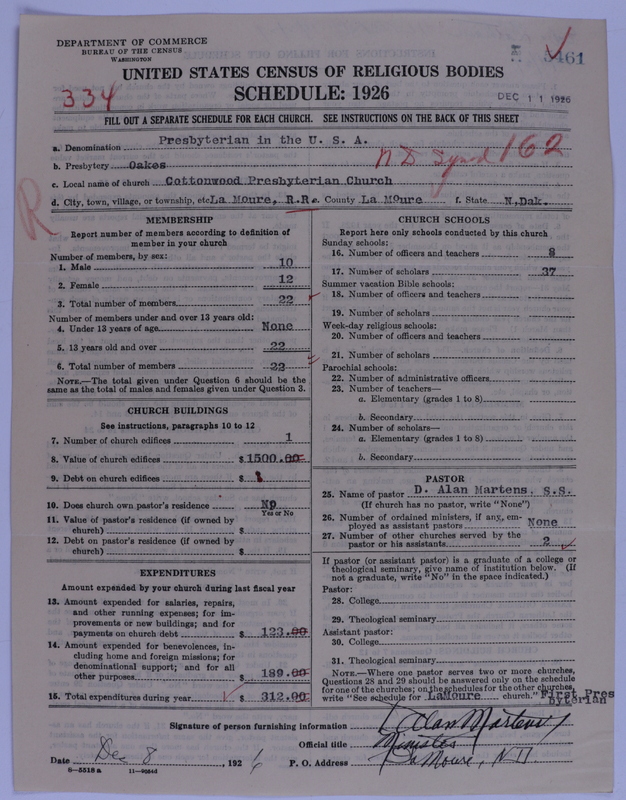 DEPARTMENT OF COMMERCE
BUREAU OF THE CENSUS
WASHINGTON
5461
UNITED STATES CENSUS OF RELIGIOUS BODIES
334
SCHEDULE: 1926
DEC 11 1926
FILL OUT A SEPARATE SCHEDULE FOR EACH CHURCH. SEE INSTRUCTIONS ON THE BACK OF THIS SHEET
a. Denomination Presbyterian in the U. S. A.
N D Synod 162
b. Presbytery Oakes
c. Local name of church Cottonwood Presbyterian Church
d. City, town, village, or township, etc. La Moure, R.R. e. County La Moure f. State N.Dak.
R
MEMBERSHIP
Report number of members according to definition of
member in your church
Number of members, by sex:
1. Male 10
2. Female 12
3. Total number of members 22
Number of members under and over 13 years old:
4. Under 13 years of age None
5. 13 years old and over 22
6. Total number of members 22
NOTE.—The total given under Question 6 should be the
same as the total of males and females given under Question 3.
CHURCH BUILDINGS
See instructions, paragraphs 10 to 12
7. Number of church edifices 1
8. Value of church edifices $ 1500.00
9. Debt on church edifices $
10. Does church own pastor's residence No
Yes or No
11. Value of pastor's residence (if owned by
church) $
12. Debt on pastor's residence (if owned by
church) $
EXPENDITURES
Amount expended by your church during last fiscal year
13. Amount expended for salaries, repairs,
and other running expenses; for im-
provements or new buildings; and for
payments on church debt $ 123.00
14. Amount expended for benevolences, in-
cluding home and foreign missions; for
denominational support; and for all
other purposes $ 189.00
15. Total expenditures during year $ 312.00
CHURCH SCHOOLS
Report here only schools conducted by this church
Sunday schools:
16. Number of officers and teachers 8
17. Number of scholars 37
Summer vacation Bible schools:
18. Number of officers and teachers
19. Number of scholars
Week-day religious schools:
20. Number of officers and teachers
21. Number of scholars
Parochial schools:
22. Number of administrative officers
23. Number of teachers—
a. Elementary (grades 1 to 8)
b. Secondary
24. Number of scholars—
a. Elementary (grades 1 to 8)
b. Secondary
PASTOR
25. Name of pastor D. Alan Martens, S.S.
(If church has no pastor, write "None")
26. Number of ordained ministers, if any, em-
ployed as assistant pastors None
27. Number of other churches served by the
pastor or his assistants 2
If pastor (or assistant pastor) is a graduate of a college or
theological seminary, give name of institution below. (If
not a graduate, write "No" in the space indicated.)
Pastor:
28. College
29. Theological seminary
Assistant pastor:
30. College
31. Theological seminary
NOTE.—Where one pastor serves two or more churches,
Questions 28 and 29 should be answered only on the schedule
for one of the churches; on the schedules for the other churches,
write "See schedule for LaMoure church." First Pres
byterian
Signature of person furnishing information D Alan Martens
Official title Minister
Date Dec 8, 1926 P. O. Address La Moure, N D.
8—5518 a 11—9564d